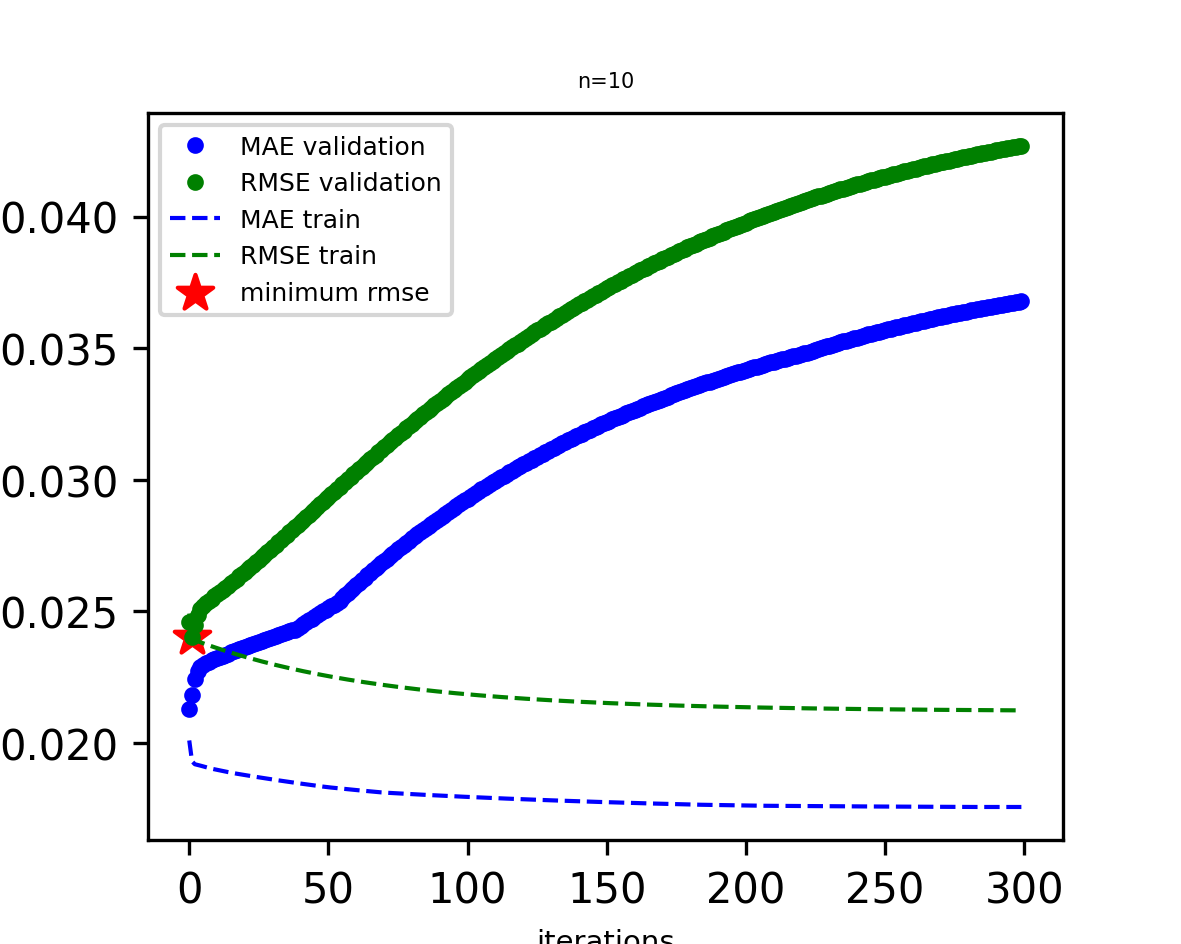 n=10
MAE validation
RMSE validation
MAE train
RMSE train
minimum rmse
0.040
0.035
0.030
0.025
0.020
0 50 100 150 200 250 300
iterations